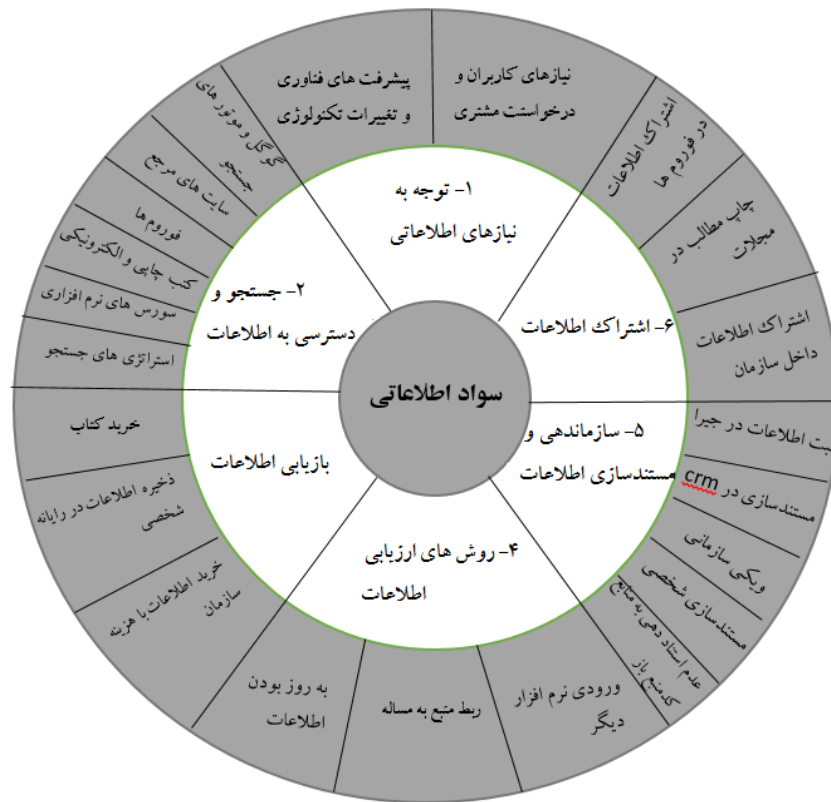 سواد اطلاعاتی
۱- توجه به
نیازهای اطلاعاتی
نیازهای کاربران و
درخواست مشتری
پیشرفت های فناوری
و تغییرات تکنولوژی
۲- جستجو و
دسترسی به اطلاعات
گوگل و موتور های
جستجو
سایت های مرجع
فوروم ها
کتب چاپی و الکترونیکی
سورس های نرم افزاری
استراتژی های جستجو
بازیابی اطلاعات
خرید کتاب
ذخیره اطلاعات در رایانه
شخصی
خرید اطلاعات با هزینه
سازمان
۴- روش های ارزیابی
اطلاعات
به روز بودن
اطلاعات
ربط منبع به مساله
ورودی نرم افزار
دیگر
۵- سازماندهی و
مستندسازی اطلاعات
ثبت اطلاعات در جیرا
مستندسازی در crm
ویکی سازمانی
مستندسازی شخصی
عدم استناد دهی به منابع
کد منبع باز
۶- اشتراک اطلاعات
اشتراک اطلاعات
در فوروم ها
چاپ مطالب در
مجلات
اشتراک اطلاعات
داخل سازمان